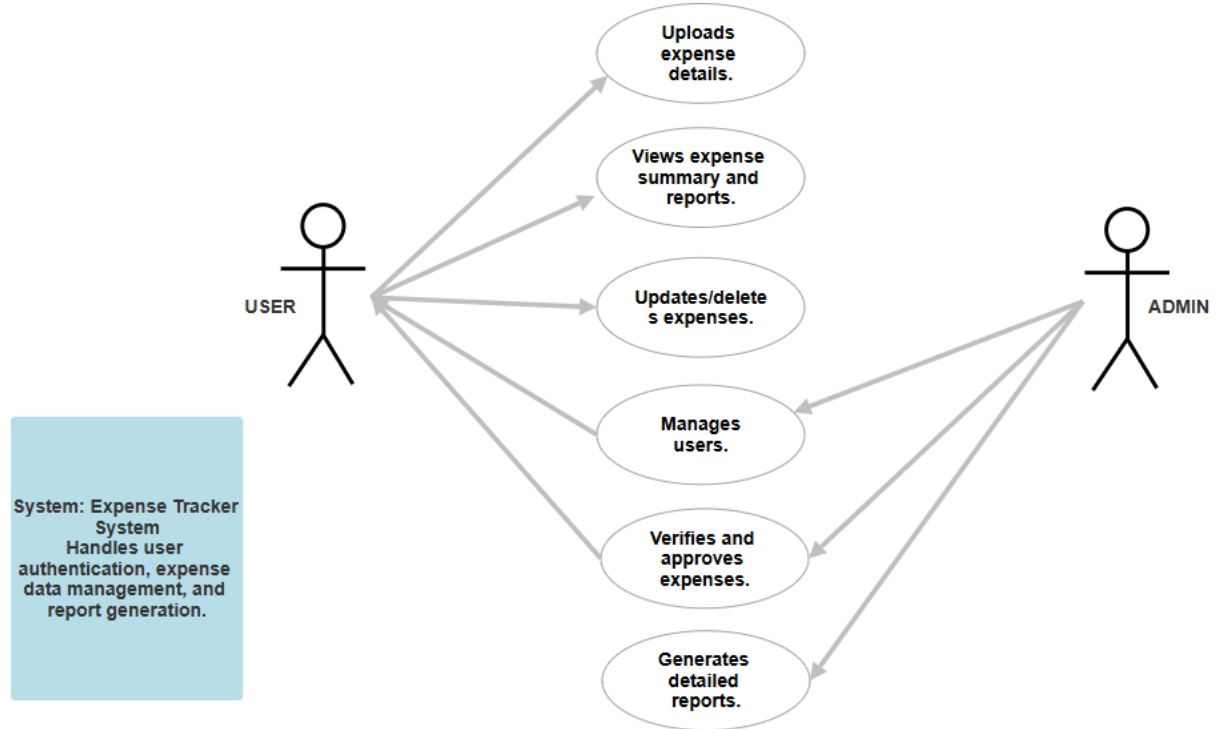 Uploads
expense
details.
Views expense
summary and
reports.
USER
Updates/delete
s expenses.
ADMIN
Manages
users.
System: Expense Tracker
System
Handles user
authentication, expense
data management, and
report generation.
Verifies and
approves
expenses.
Generates
detailed
reports.